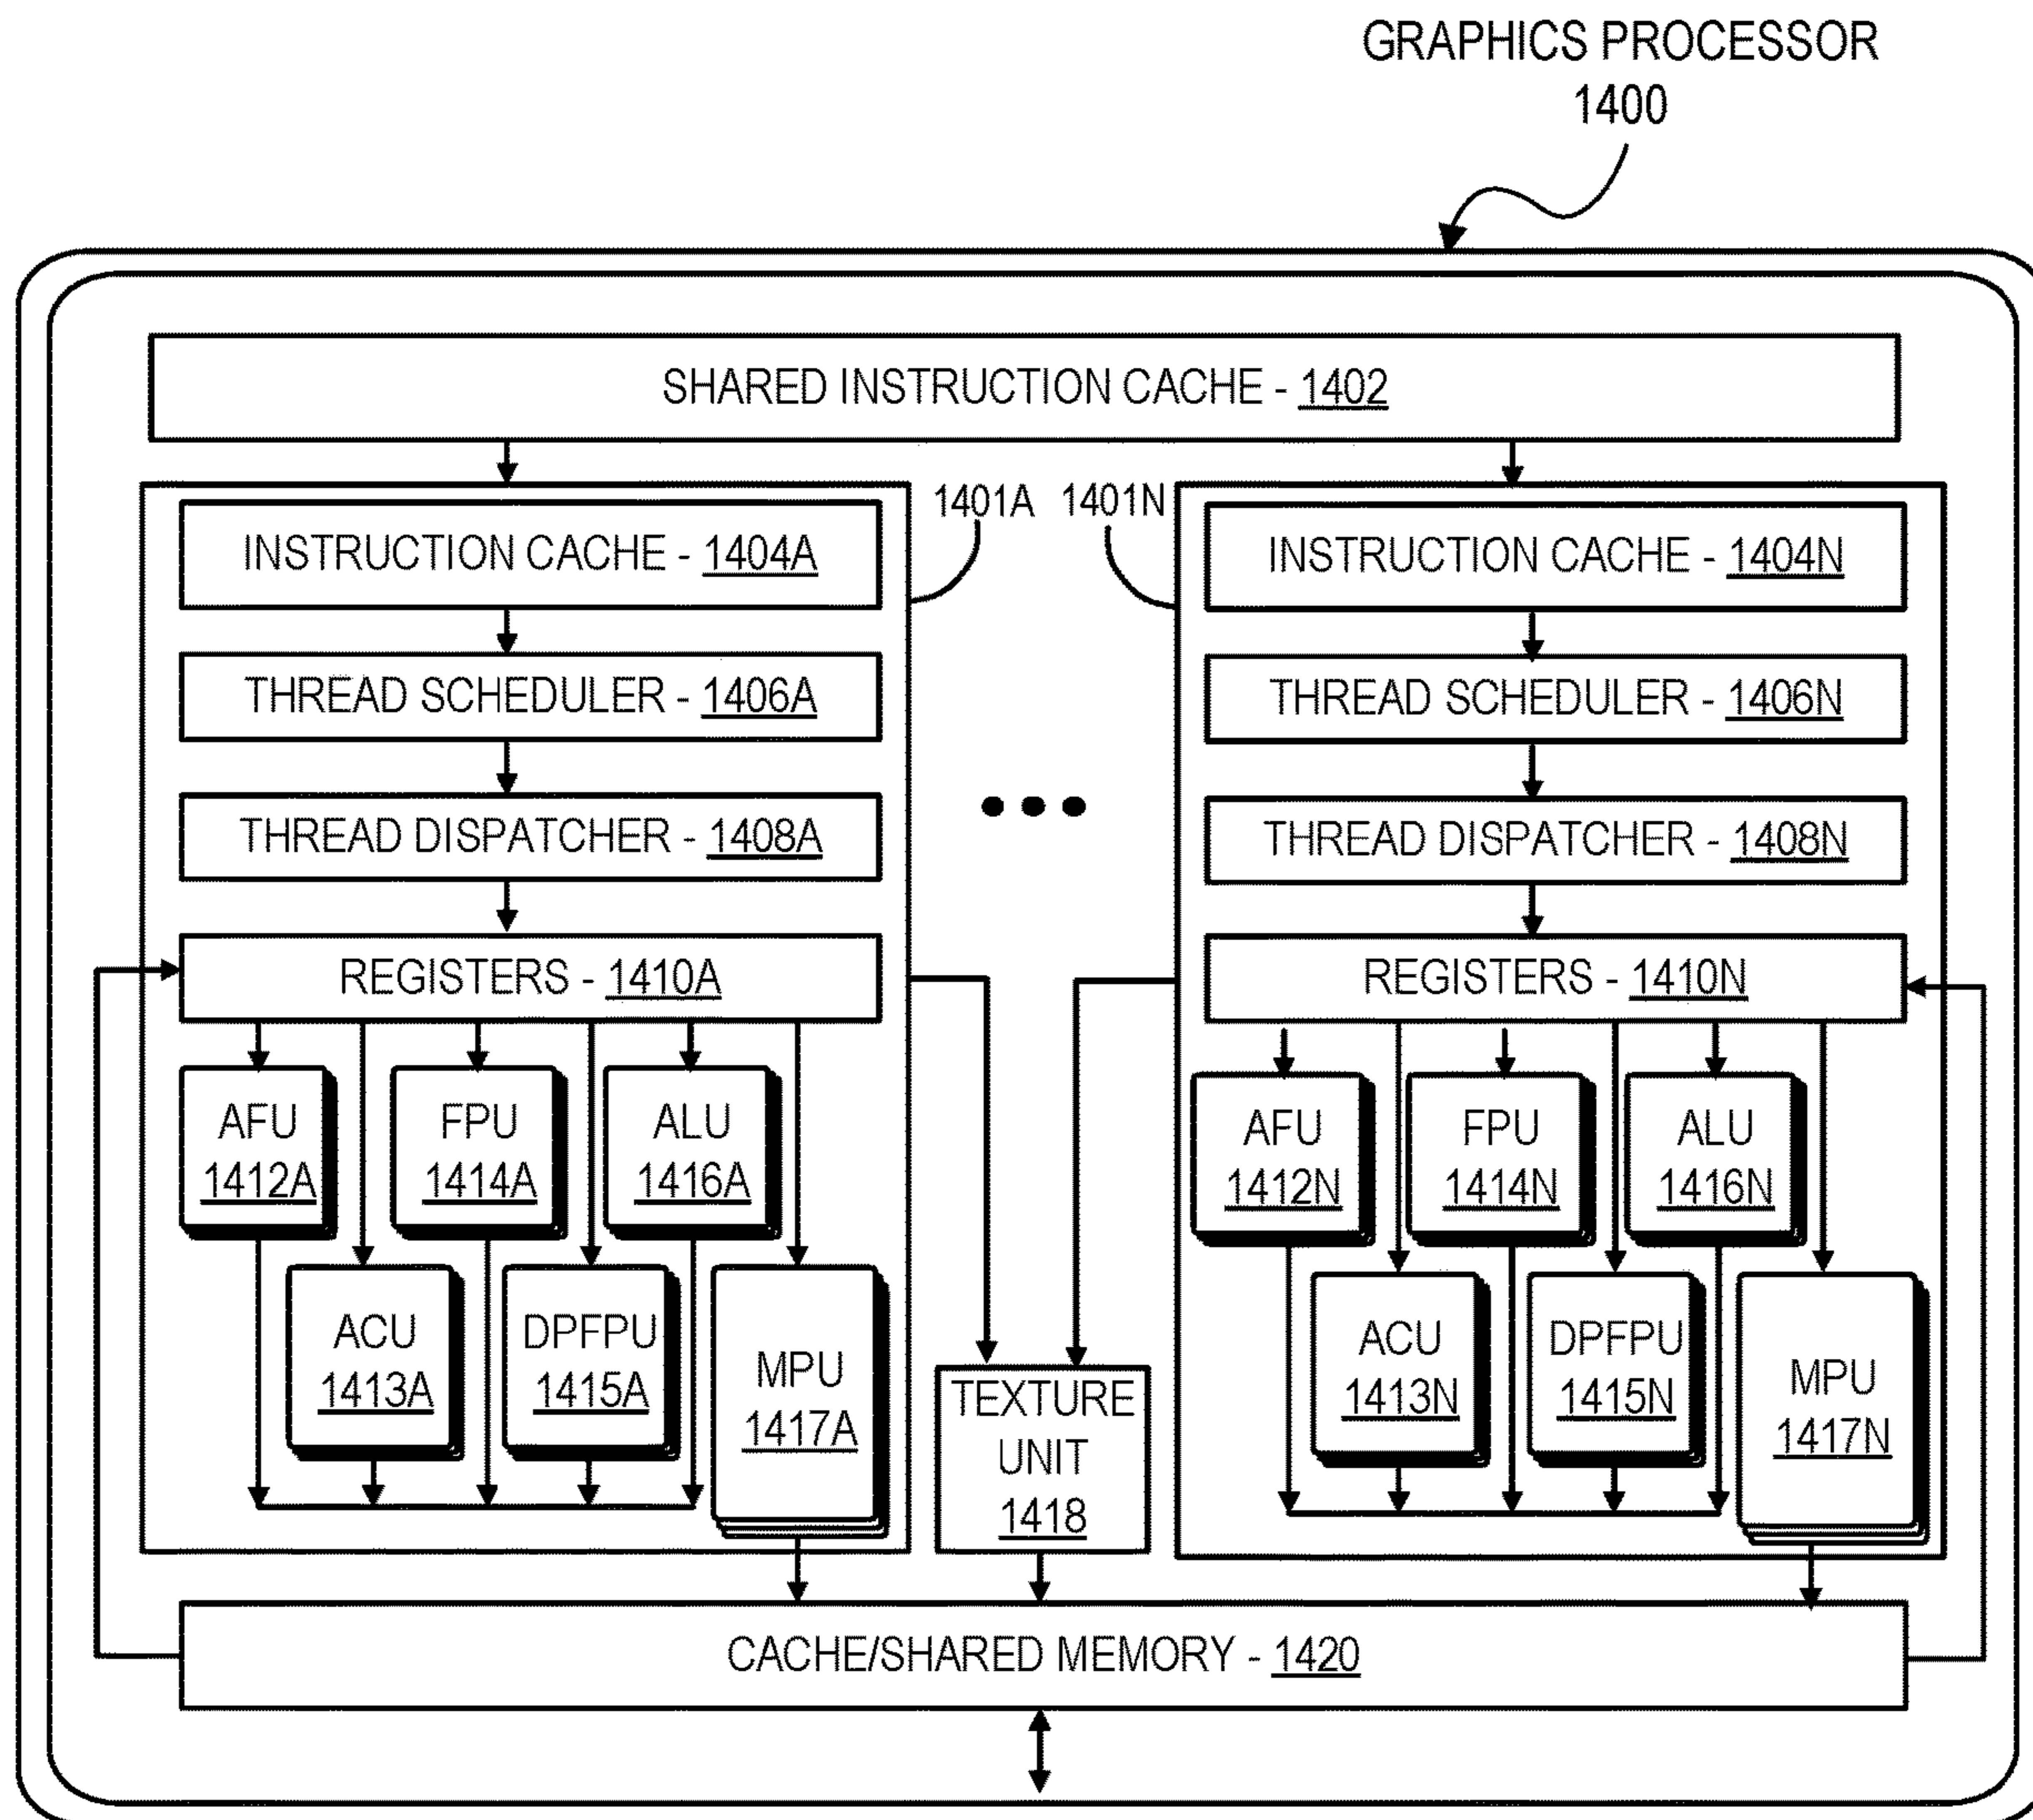 GRAPHICS PROCESSOR
1400
SHARED INSTRUCTION CACHE - 1402
1401A
1401N
INSTRUCTION CACHE - 1404A
THREAD SCHEDULER - 1406A
THREAD DISPATCHER - 1408A
REGISTERS - 1410A
AFU
1412A
FPU
1414A
ALU
1416A
ACU
1413A
DPFPU
1415A
MPU
1417A
TEXTURE
UNIT
1418
INSTRUCTION CACHE - 1404N
THREAD SCHEDULER - 1406N
THREAD DISPATCHER - 1408N
REGISTERS - 1410N
AFU
1412N
FPU
1414N
ALU
1416N
ACU
1413N
DPFPU
1415N
MPU
1417N
CACHE/SHARED MEMORY - 1420